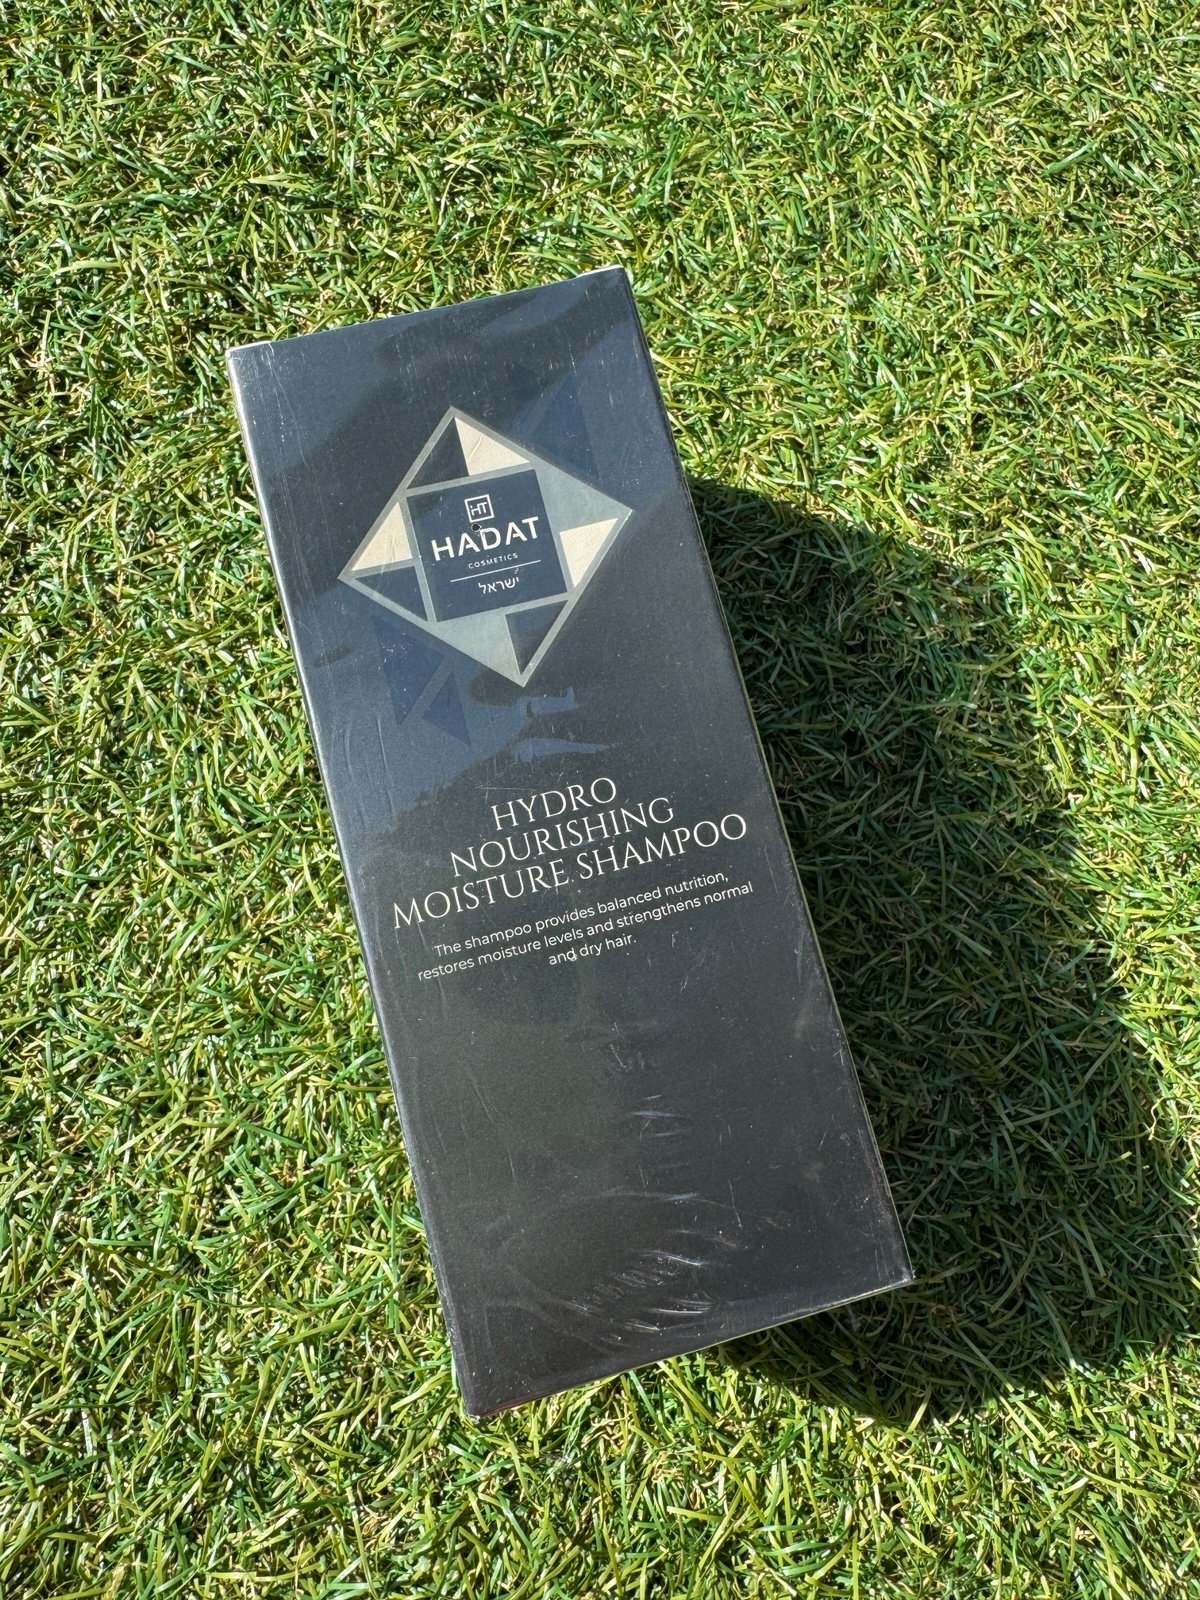 HT
HADAT
COSMETICS
ישראל
HYDRO
NOURISHING
MOISTURE SHAMPOO
The shampoo provides balanced nutrition,
restores moisture levels and strengthens normal
and dry hair.